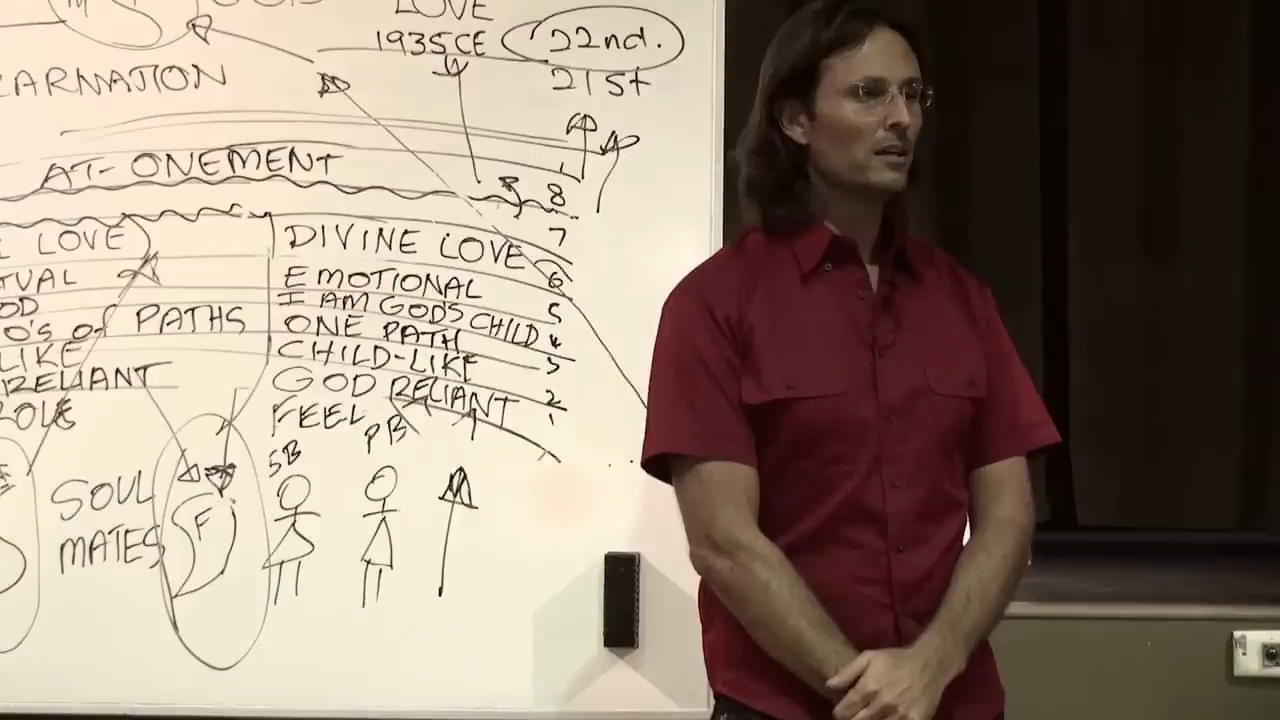 LOVE
1935CE 22nd.
21st
CARNATION
AT-ONEMENT
1
8
7
LOVE DIVINE LOVE 6
EMOTIONAL 5
I AM GOD'S CHILD 4
OF PATHS ONE PATH
LIKE CHILD-LIKE 3
RELIANT GOD RELIANT 2
FEEL 1
SB PB
SOUL F
MATES